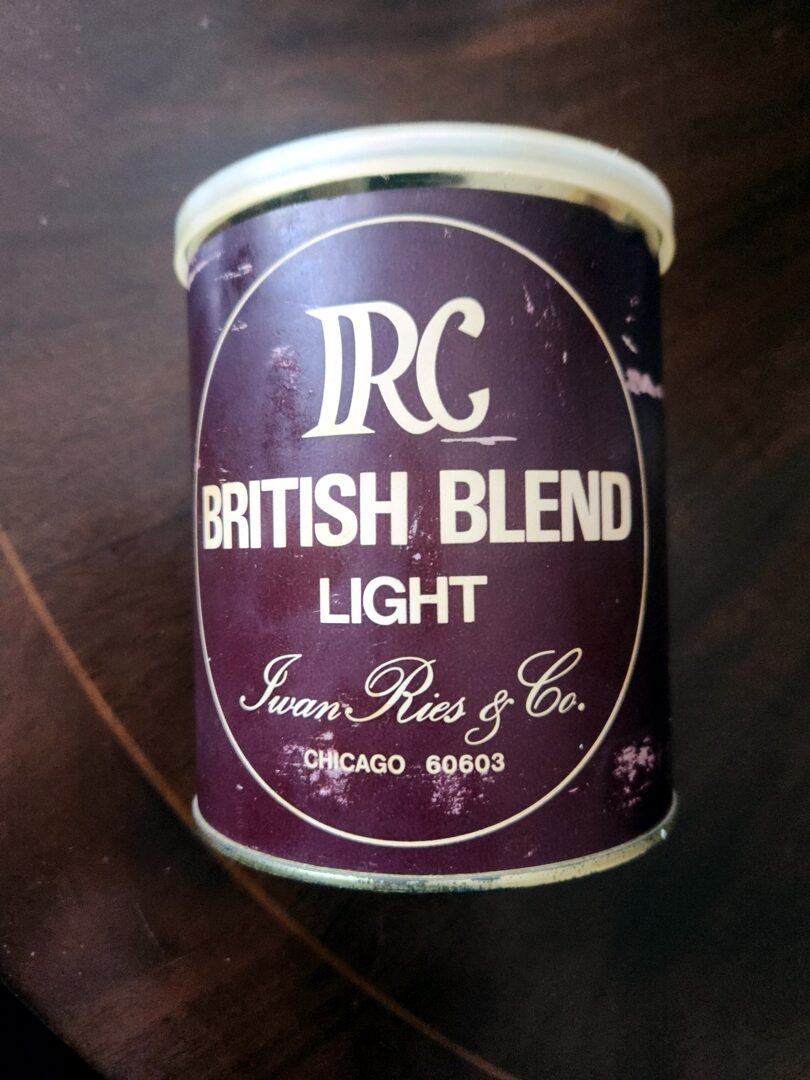 IRC
BRITISH BLEND
LIGHT
Iwan Ries & Co.
CHICAGO 60603